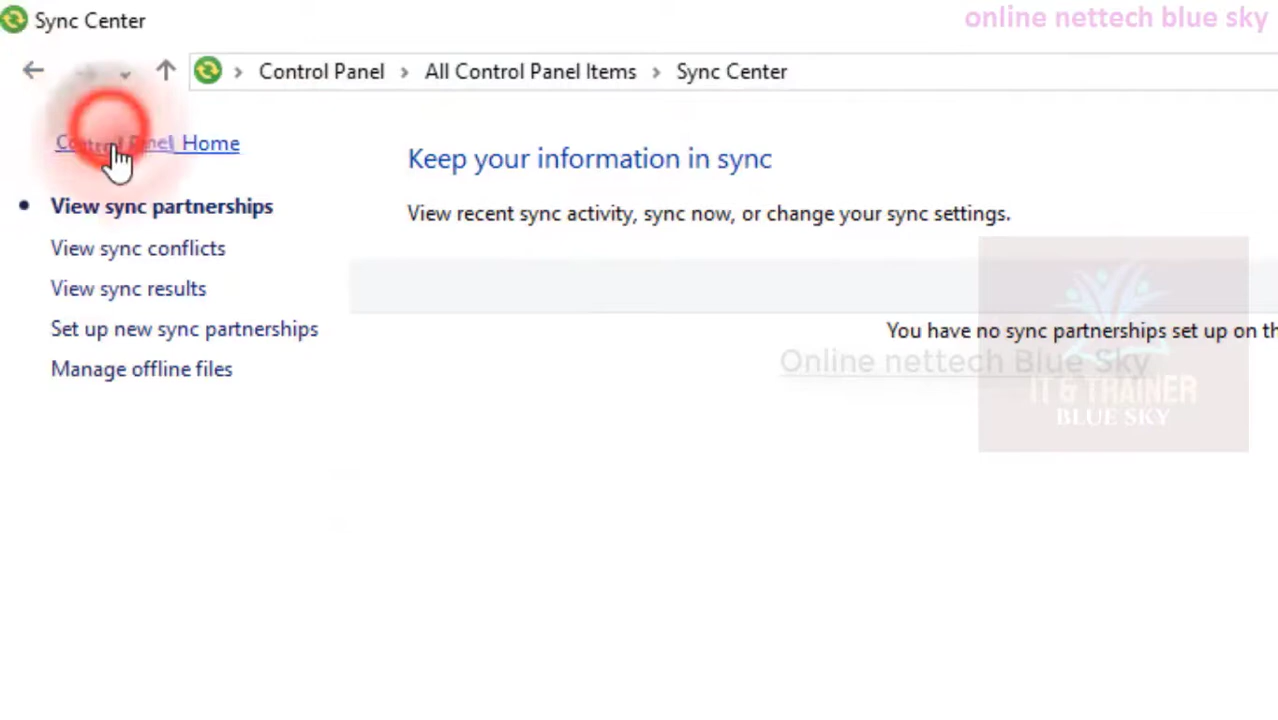 Sync Center
online nettech blue sky
Control Panel > All Control Panel Items > Sync Center
Control Panel Home
Keep your information in sync
• View sync partnerships
View recent sync activity, sync now, or change your sync settings.
View sync conflicts
View sync results
Set up new sync partnerships
You have no sync partnerships set up on th
Manage offline files
Online nettech Blue Sky
IT & TRAINER
BLUE SKY